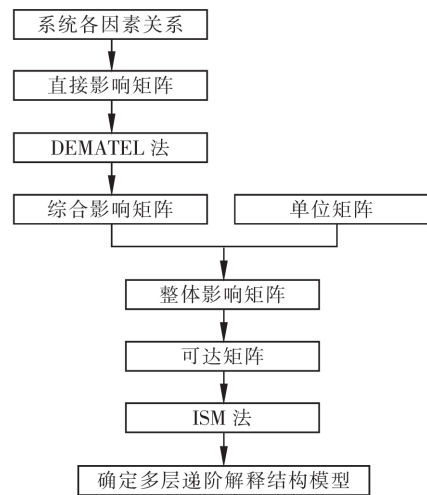 系统各因素关系
直接影响矩阵
DEMATEL 法
综合影响矩阵
单位矩阵
整体影响矩阵
可达矩阵
ISM 法
确定多层递阶解释结构模型